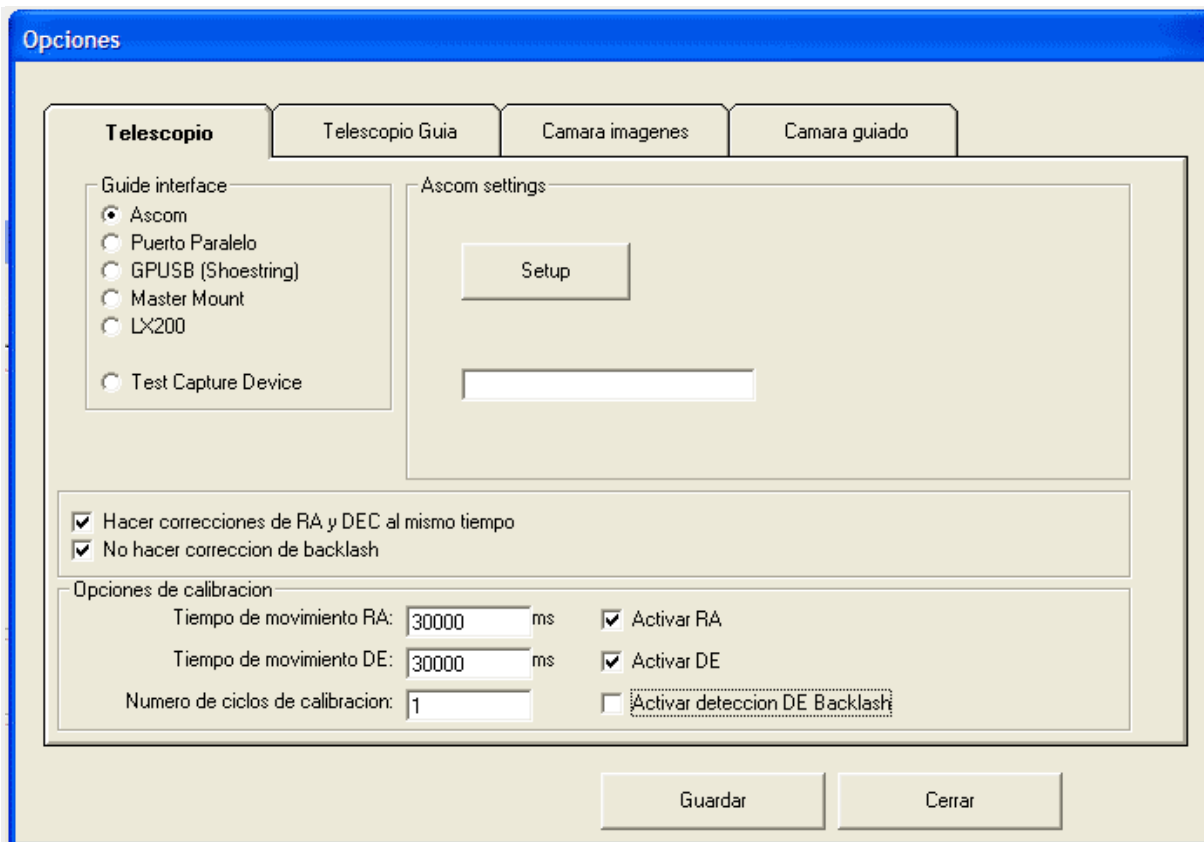 Opciones
Telescopio
Telescopio Guia
Camara imagenes
Camara guiado
Guide interface
Ascom
Puerto Paralelo
GPUSB (Shoestring)
Master Mount
LX200
Test Capture Device
Ascom settings
Setup
Hacer correcciones de RA y DEC al mismo tiempo
No hacer correccion de backlash
Opciones de calibracion
Tiempo de movimiento RA: 30000 ms Activar RA
Tiempo de movimiento DE: 30000 ms Activar DE
Numero de ciclos de calibracion: 1 Activar deteccion DE Backlash
Guardar
Cerrar